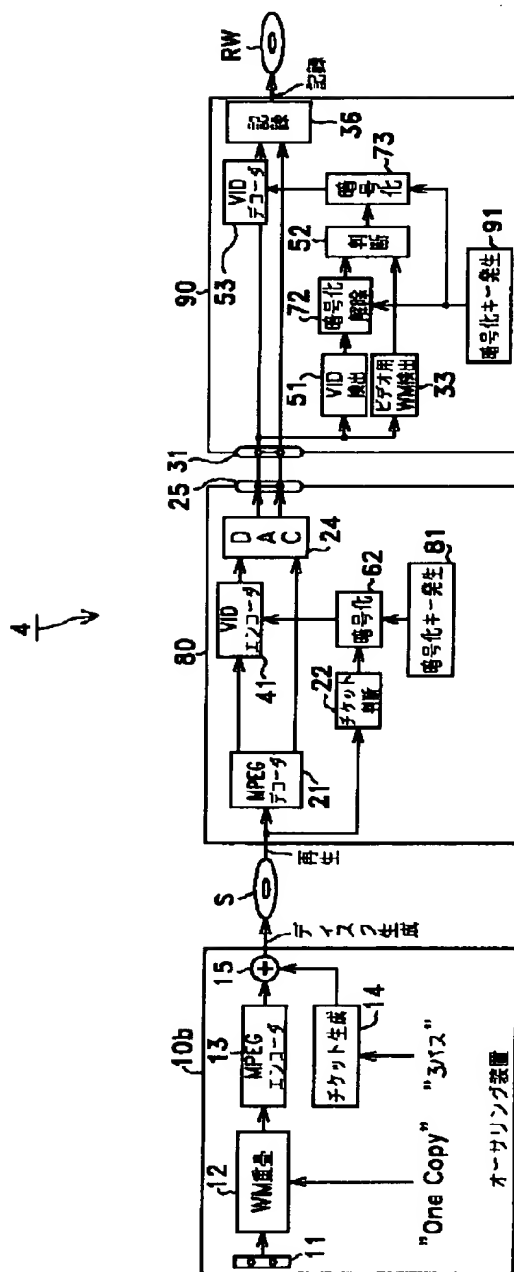 4
10b
11
12
WM重畳
"One Copy"
13
MPEG
エンコーダ
14
チケット生成
"3パス"
15
オーサリング装置
ディスク生成
S
再生
80
21
MPEG
デコーダ
22
チケット
判断
41
VID
エンコーダ
62
暗号化
81
暗号化キー発生
24
DAC
25
31
90
51
VID
検出
33
ビデオ用
WM検出
72
暗号化
解除
52
判断
73
暗号化
91
暗号化キー発生
53
VID
デコーダ
36
記録
記録
RW